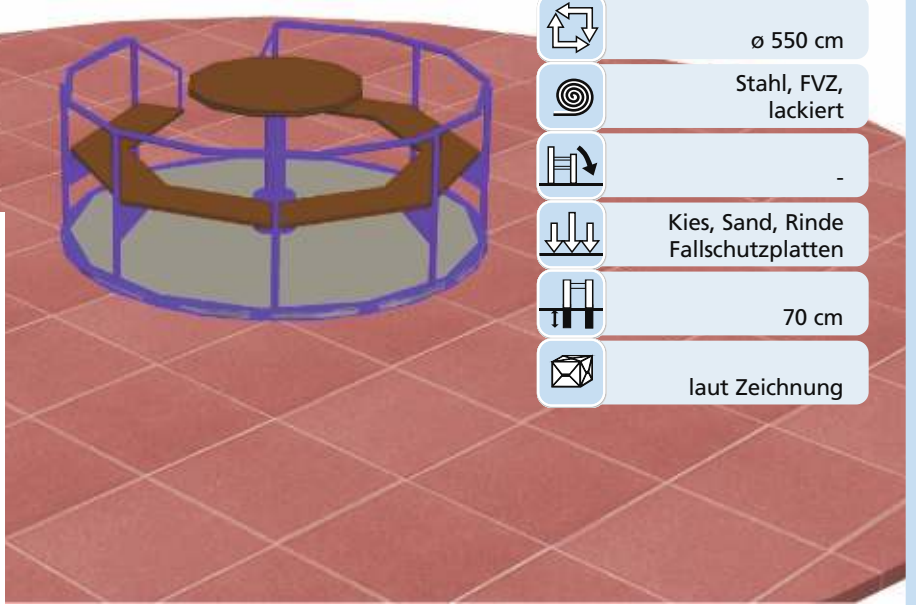 ø 550 cm
Stahl, FVZ,
lackiert
-
Kies, Sand, Rinde
Fallschutzplatten
70 cm
laut Zeichnung